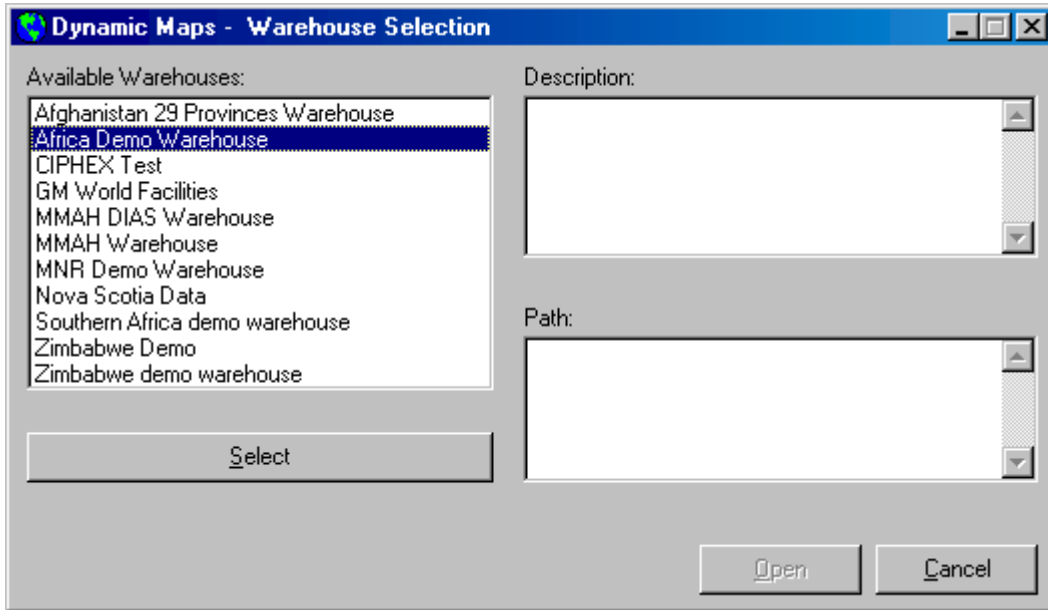 Dynamic Maps - Warehouse Selection
Available Warehouses:
Afghanistan 29 Provinces Warehouse
Africa Demo Warehouse
CIPHEX Test
GM World Facilities
MMAH DIAS Warehouse
MMAH Warehouse
MNR Demo Warehouse
Nova Scotia Data
Southern Africa demo warehouse
Zimbabwe Demo
Zimbabwe demo warehouse
Select
Description:
Path:
Open
Cancel